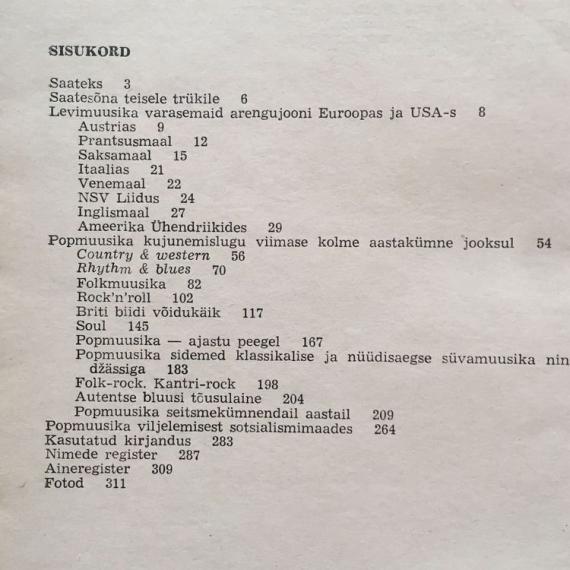 SISUKORD
Saateks 3
Saatesõna teisele trükile 6
Levimuusika varasemaid arengujooni Euroopas ja USA-s 8
Austrias 9
Prantsusmaal 12
Saksamaal 15
Itaalias 21
Venemaal 22
NSV Liidus 24
Inglismaal 27
Ameerika Ühendriikides 29
Popmuusika kujunemislugu viimase kolme aastakümne jooksul 54
Country & western 56
Rhythm & blues 70
Folkmuusika 82
Rock'n'roll 102
Briti biidi võidukäik 117
Soul 145
Popmuusika — ajastu peegel 167
Popmuusika sidemed klassikalise ja nüüdisaegse süvamuusika nin
džässiga 183
Folk-rock. Kantri-rock 198
Autentse bluusi tõusulaine 204
Popmuusika seitsmekümnendail aastail 209
Popmuusika viljelemisest sotsialismimaades 264
Kasutatud kirjandus 283
Nimede register 287
Aineregister 309
Fotod 311